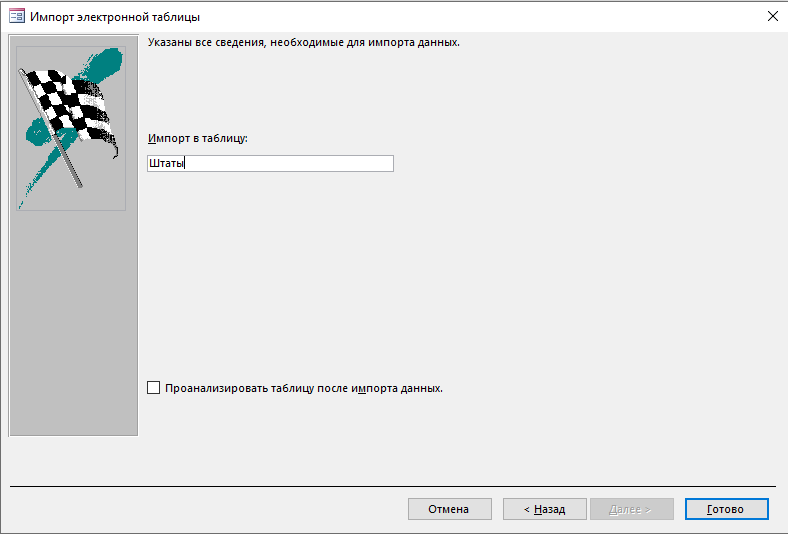 Импорт электронной таблицы
Указаны все сведения, необходимые для импорта данных.
Импорт в таблицу:
Штаты
Проанализировать таблицу после импорта данных.
Отмена
< Назад
Далее >
Готово